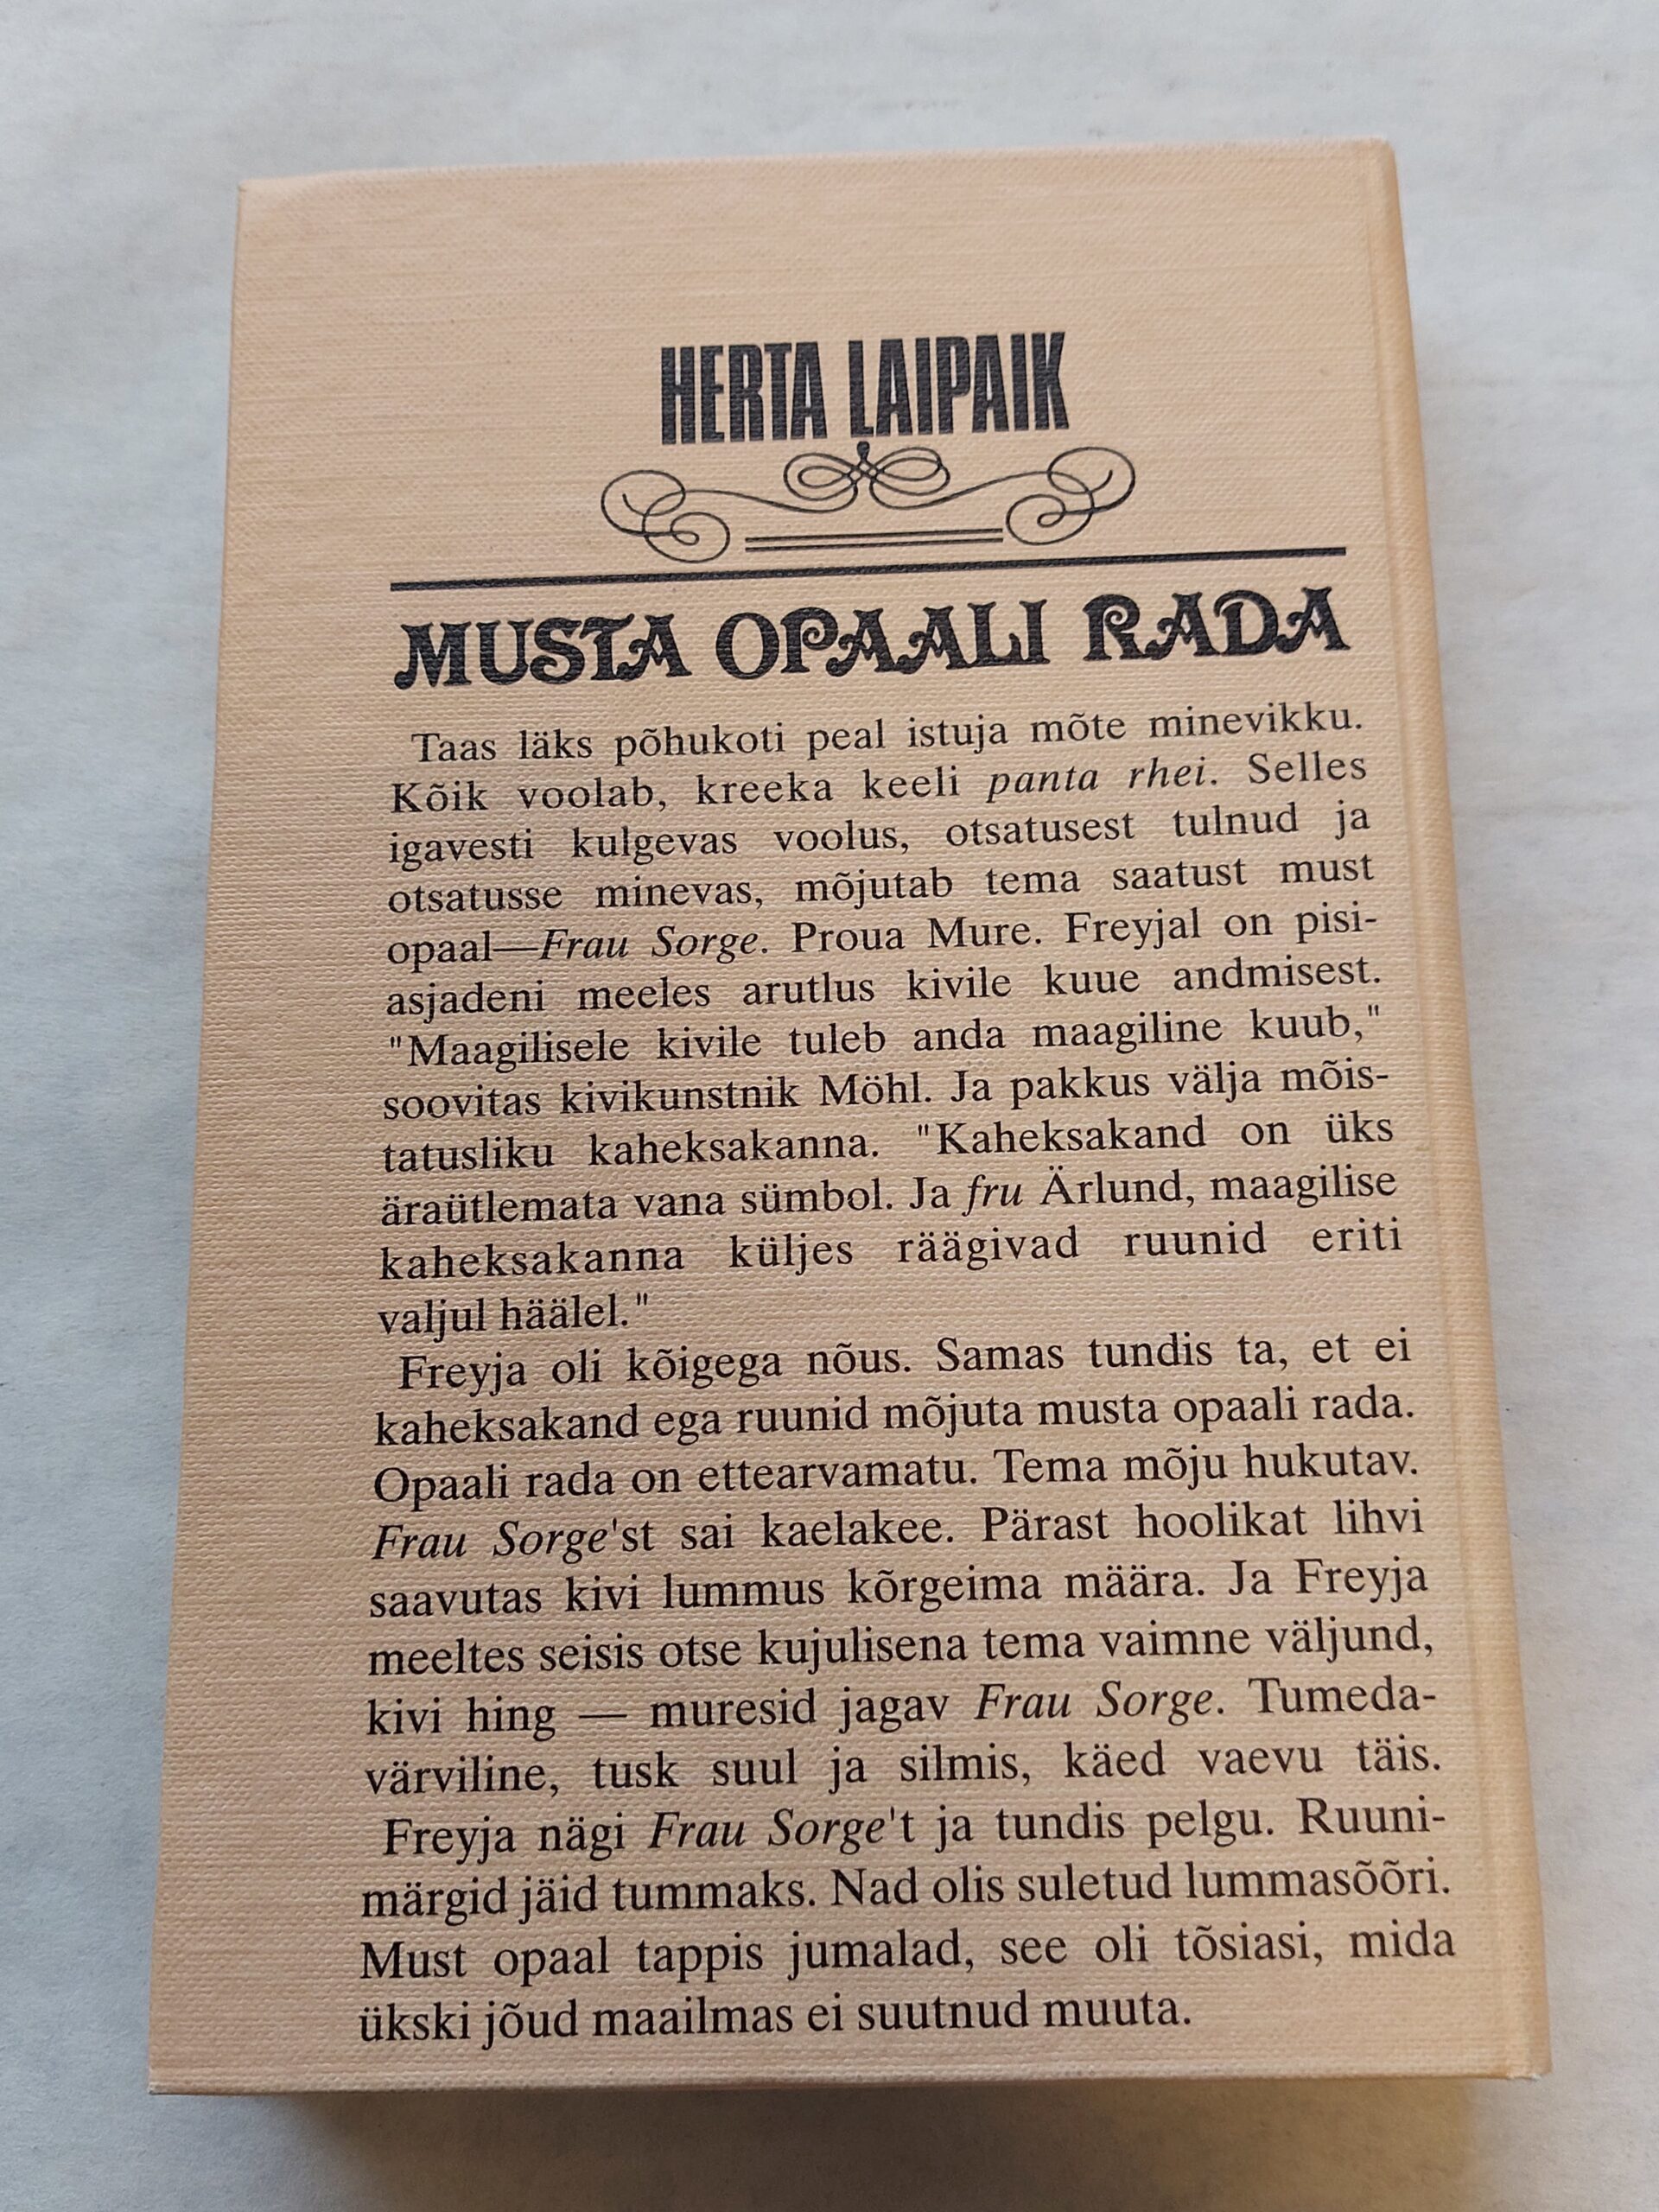 HERTA LAIPAIK
MUSTA OPAALI RADA
Taas läks põhukoti peal istuja mõte minevikku.
Kõik voolab, kreeka keeli panta rhei. Selles
igavesti kulgevas voolus, otsatusest tulnud ja
otsatusse minevas, mõjutab tema saatust must
opaal—Frau Sorge. Proua Mure. Freyjal on pisi-
asjadeni meeles arutlus kivile kuue andmisest.
"Maagilisele kivile tuleb anda maagiline kuub,"
soovitas kivikunstnik Möhl. Ja pakkus välja mõis-
tatusliku kaheksakanna. "Kaheksakand on üks
äraütlemata vana sümbol. Ja fru Ärlund, maagilise
kaheksakanna küljes räägivad ruunid eriti
valjul häälel."
Freyja oli kõigega nõus. Samas tundis ta, et ei
kaheksakand ega ruunid mõjuta musta opaali rada.
Opaali rada on ettearvamatu. Tema mõju hukutav.
Frau Sorge'st sai kaelakee. Pärast hoolikat lihvi
saavutas kivi lummus kõrgeima määra. Ja Freyja
meeltes seisis otse kujulisena tema vaimne väljund,
kivi hing — muresid jagav Frau Sorge. Tumeda-
värviline, tusk suul ja silmis, käed vaevu täis.
Freyja nägi Frau Sorge't ja tundis pelgu. Ruuni-
märgid jäid tummaks. Nad olis suletud lummasõõri.
Must opaal tappis jumalad, see oli tõsiasi, mida
ükski jõud maailmas ei suutnud muuta.